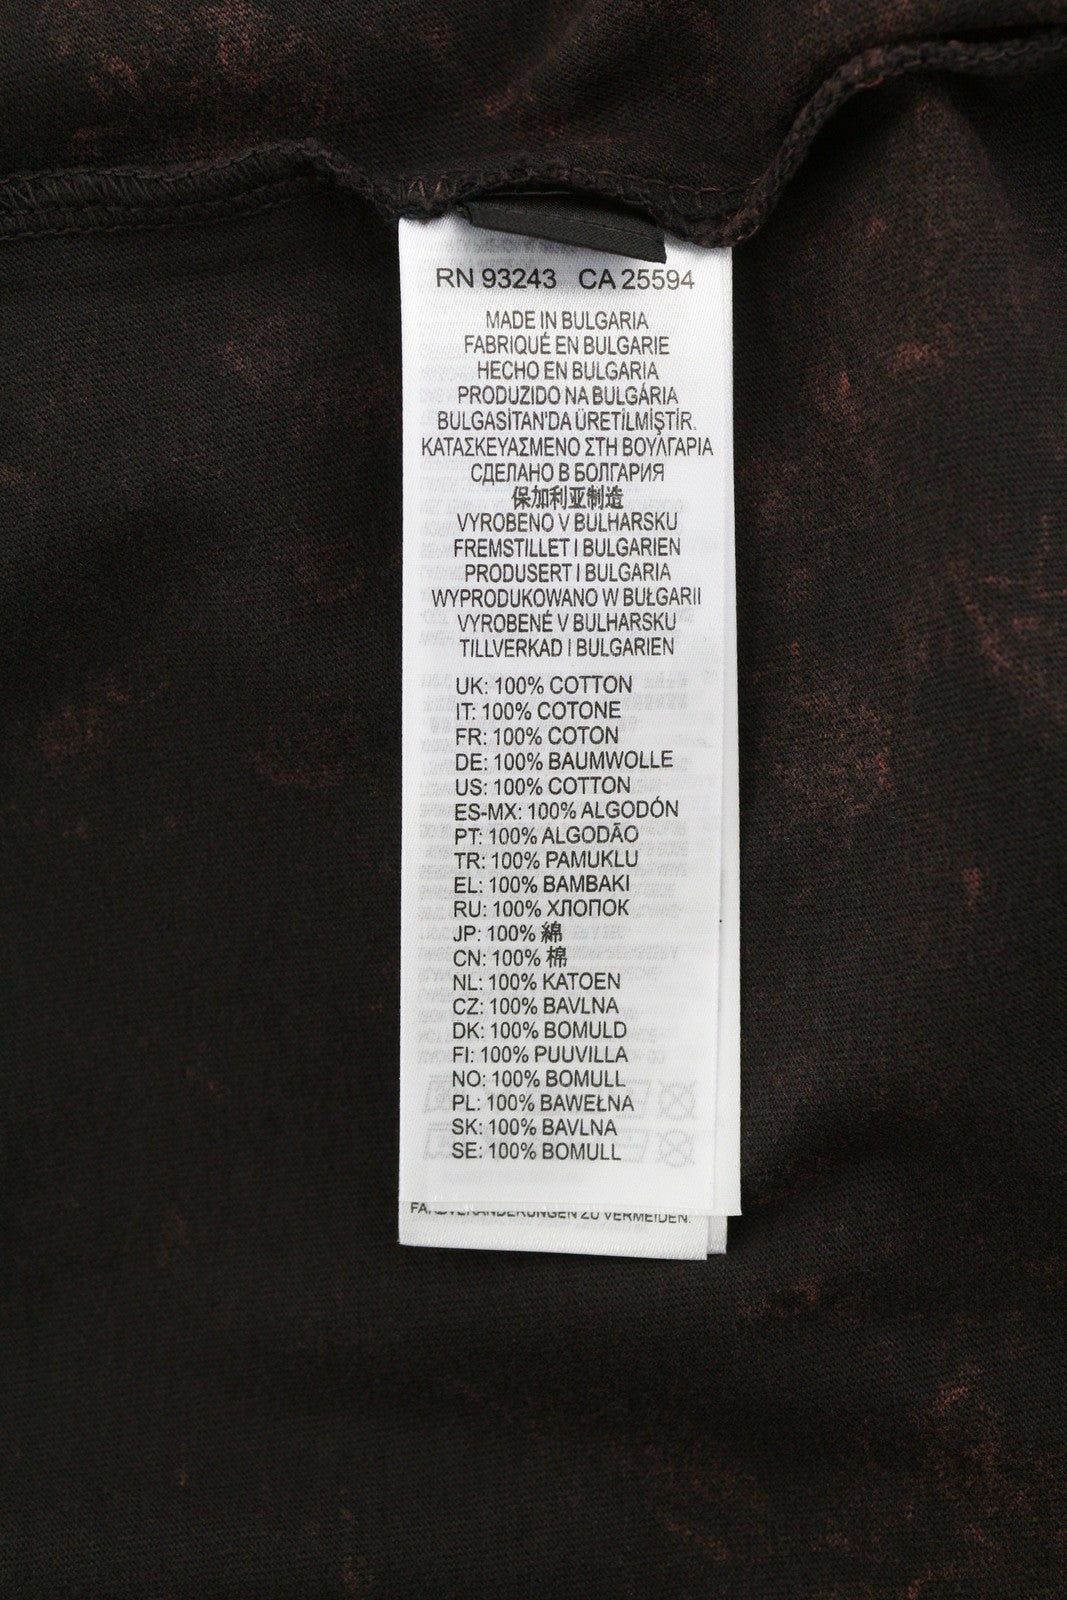 RN 93243 CA 25594
MADE IN BULGARIA
FABRIQUÉ EN BULGARIE
HECHO EN BULGARIA
PRODUZIDO NA BULGÁRIA
BULGASİTAN'DA ÜRETİLMİŞTİR.
ΚΑΤΑΣΚΕΥΑΣΜΕΝΟ ΣΤΗ ΒΟΥΛΓΑΡΙΑ
СДЕЛАНО В БОЛГАРИЯ
保加利亚制造
VYROBENO V BULHARSKU
FREMSTILLET I BULGARIEN
PRODUSERT I BULGARIA
WYPRODUKOWANO W BUŁGARII
VYROBENÉ V BULHARSKU
TILLVERKAD I BULGARIEN
UK: 100% COTTON
IT: 100% COTONE
FR: 100% COTON
DE: 100% BAUMWOLLE
US: 100% COTTON
ES-MX: 100% ALGODÓN
PT: 100% ALGODÃO
TR: 100% PAMUKLU
EL: 100% BAMBAKI
RU: 100% ХЛОПОК
JP: 100% 綿
CN: 100% 棉
NL: 100% KATOEN
CZ: 100% BAVLNA
DK: 100% BOMULD
FI: 100% PUUVILLA
NO: 100% BOMULL
PL: 100% BAWEŁNA
SK: 100% BAVLNA
SE: 100% BOMULL
ZU VERMEIDEN.